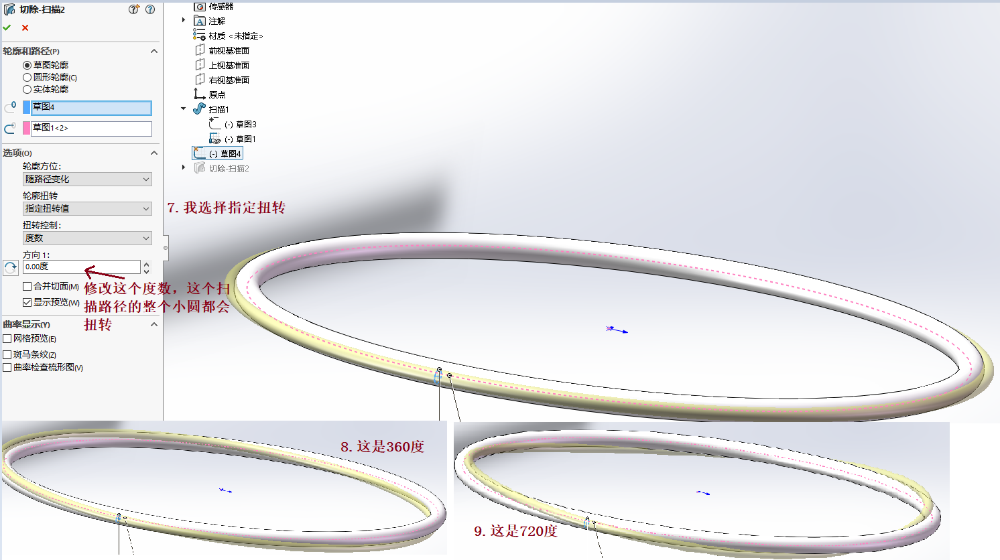 切除-扫描2
轮廓和路径(P)
草图轮廓
圆形轮廓(C)
实体轮廓
草图4
草图1<2>
选项(O)
轮廓方位:
随路径变化
轮廓扭转
指定扭转值
扭转控制:
度数
方向 1:
0.00度
合并切面(M)
显示预览(W)
曲率显示(Y)
网格预览(E)
斑马条纹(Z)
曲率检查梳形图(V)
传感器
注解
材质 <未指定>
前视基准面
上视基准面
右视基准面
原点
扫描1
(-) 草图3
(-) 草图1
(-) 草图4
切除-扫描2
7.我选择指定扭转
修改这个度数，这个扫
描路径的整个小圆都会
扭转
8.这是360度
9.这是720度